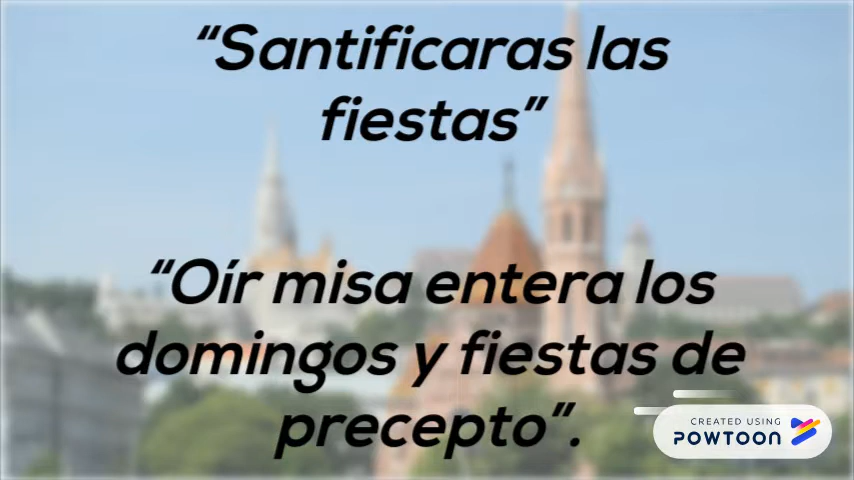 “Santificaras las
fiestas”
“Oír misa entera los
domingos y fiestas de
precepto”.
CREATED USING
POWTOON